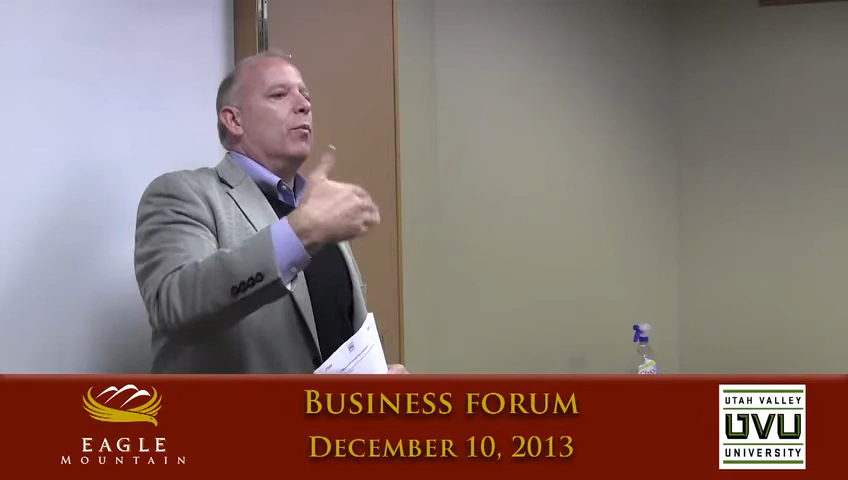 BUSINESS FORUM
DECEMBER 10, 2013
EAGLE
MOUNTAIN
UTAH VALLEY
UVU
UNIVERSITY